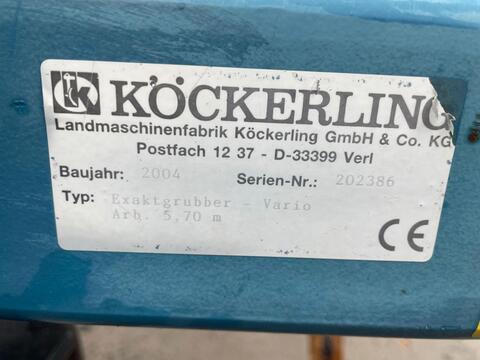 KÖCKERLING
Landmaschinenfabrik Köckerling GmbH & Co. KG
Postfach 12 37 - D-33399 Verl
Baujahr: 2004 Serien-Nr.: 202386
Typ: Exaktgrubber - Vario
Arb. 5,70 m
CE